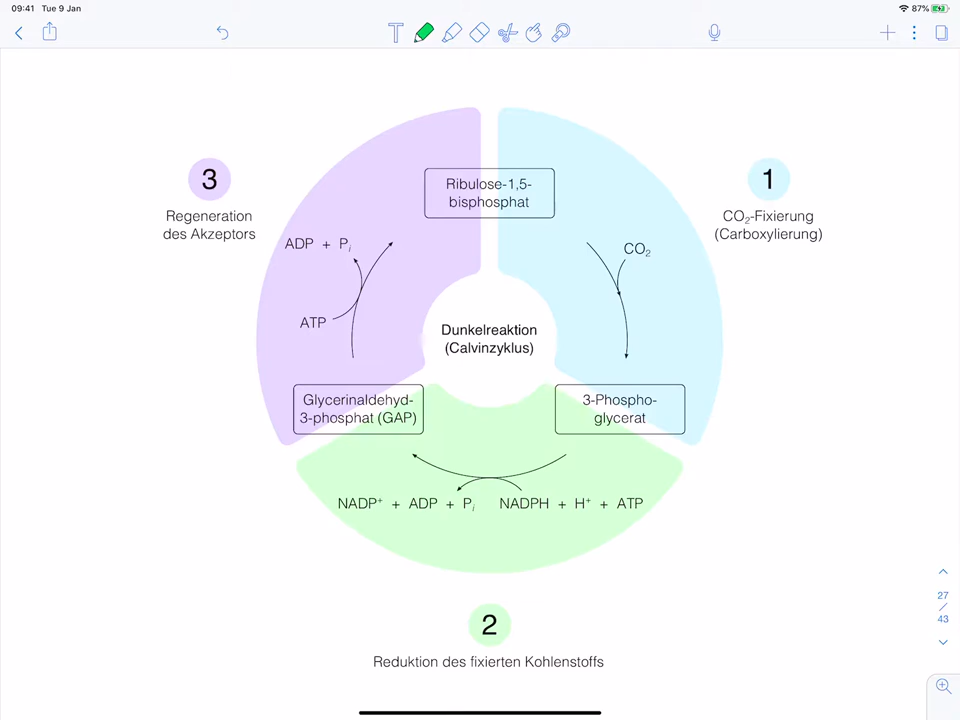 09:41 Tue 9 Jan
87%
T
3
Regeneration
des Akzeptors
1
CO₂-Fixierung
(Carboxylierung)
Ribulose-1,5-
bisphosphat
ADP + Pᵢ
CO₂
ATP
Dunkelreaktion
(Calvinzyklus)
Glycerinaldehyd-
3-phosphat (GAP)
3-Phospho-
glycerat
NADP⁺ + ADP + Pᵢ
NADPH + H⁺ + ATP
2
Reduktion des fixierten Kohlenstoffs
27
/
43